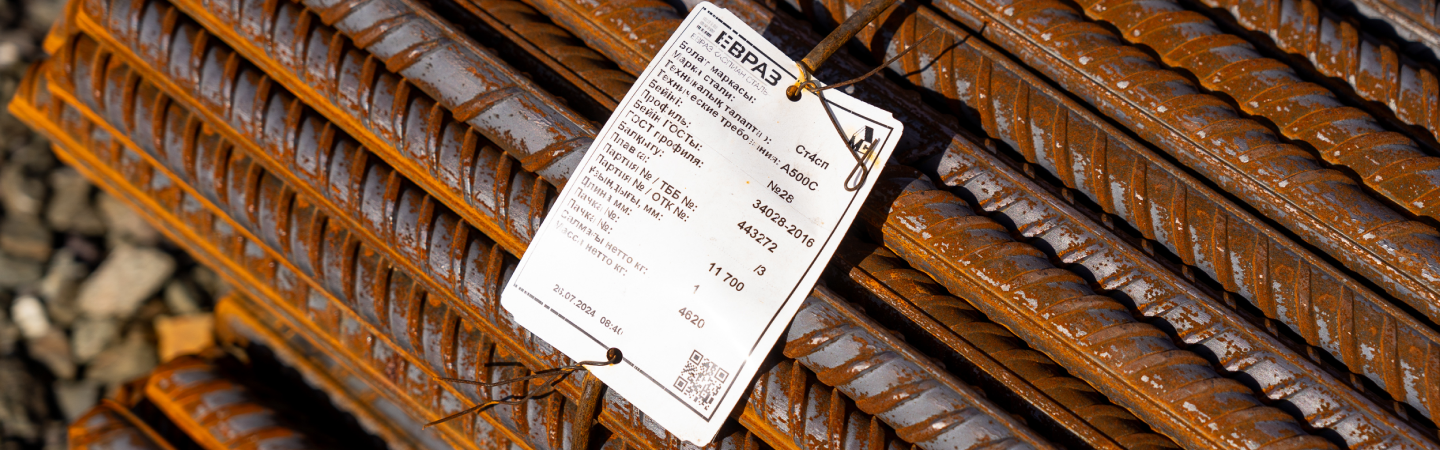 ЕВРАЗ
ЕВРАЗ КАСПИАН СТАЛЬ
Болат маркасы:
Марка стали: Ст4сп
Техникалық талаптар:
Технические требования: А500С
Бейіні:
Профиль: №28
Бейін ГОСТы:
ГОСТ профиля: 34028-2016
Балқыту:
Плавка: 443272
Партия № / ТББ №:
Партия № / ОТК №: /3
Ұзындығы, мм:
Длина мм: 11 700
Пачка №:
Пачка №: 1
Салмағы нетто кг:
Масса нетто кг: 4620
26.07.2024 06:40